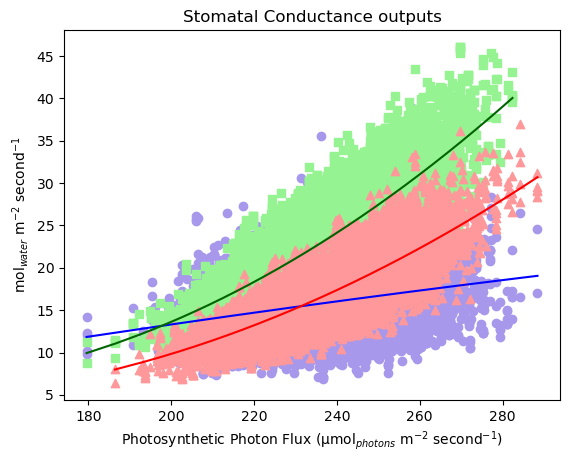 Stomatal Conductance outputs
mol_water m⁻² second⁻¹
45
40
35
30
25
20
15
10
5
180 200 220 240 260 280
Photosynthetic Photon Flux (μmol_photons m⁻² second⁻¹)